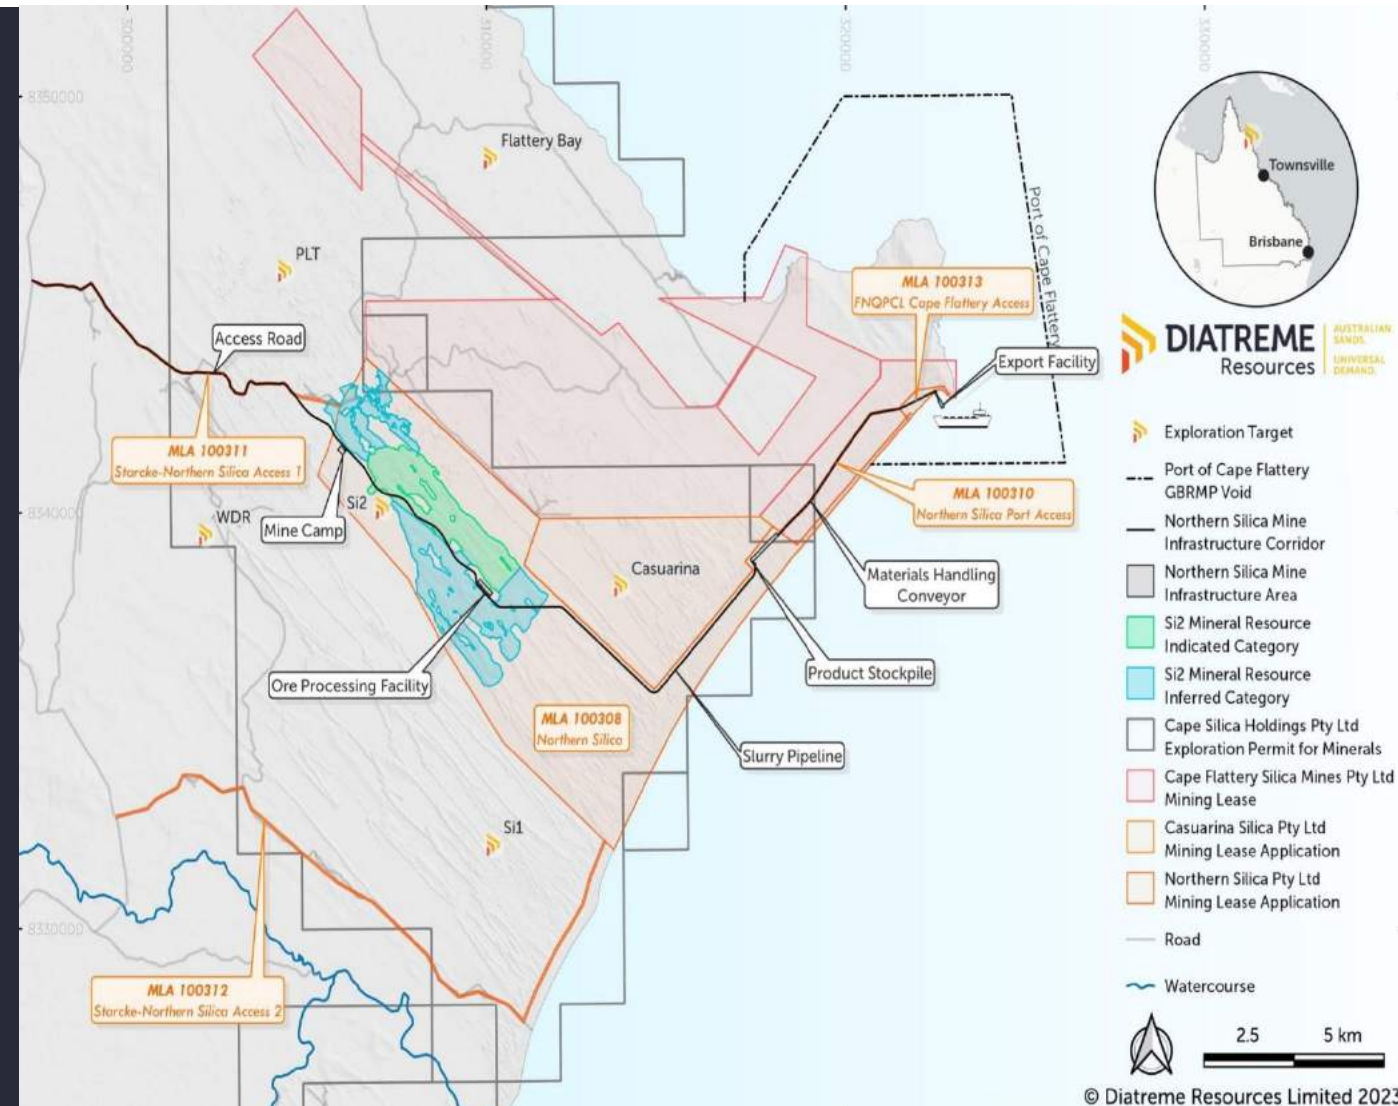 300000
310000
320000
330000
8350000
8340000
8330000
Flattery Bay
PLT
Access Road
MLA 100311
Starcke-Northern Silica Access 1
WDR
Mine Camp
Si2
Ore Processing Facility
Casuarina
MLA 100308
Northern Silica
Si1
MLA 100312
Starcke-Northern Silica Access 2
MLA 100313
FNQPCL Cape Flattery Access
Port of Cape Flattery
Export Facility
MLA 100310
Northern Silica Port Access
Materials Handling
Conveyor
Product Stockpile
Slurry Pipeline
Townsville
Brisbane
DIATREME
Resources
AUSTRALIAN
SANDS.
UNIVERSAL
DEMAND.
Exploration Target
Port of Cape Flattery
GBRMP Void
Northern Silica Mine
Infrastructure Corridor
Northern Silica Mine
Infrastructure Area
Si2 Mineral Resource
Indicated Category
Si2 Mineral Resource
Inferred Category
Cape Silica Holdings Pty Ltd
Exploration Permit for Minerals
Cape Flattery Silica Mines Pty Ltd
Mining Lease
Casuarina Silica Pty Ltd
Mining Lease Application
Northern Silica Pty Ltd
Mining Lease Application
Road
Watercourse
2.5 5 km
© Diatreme Resources Limited 2023